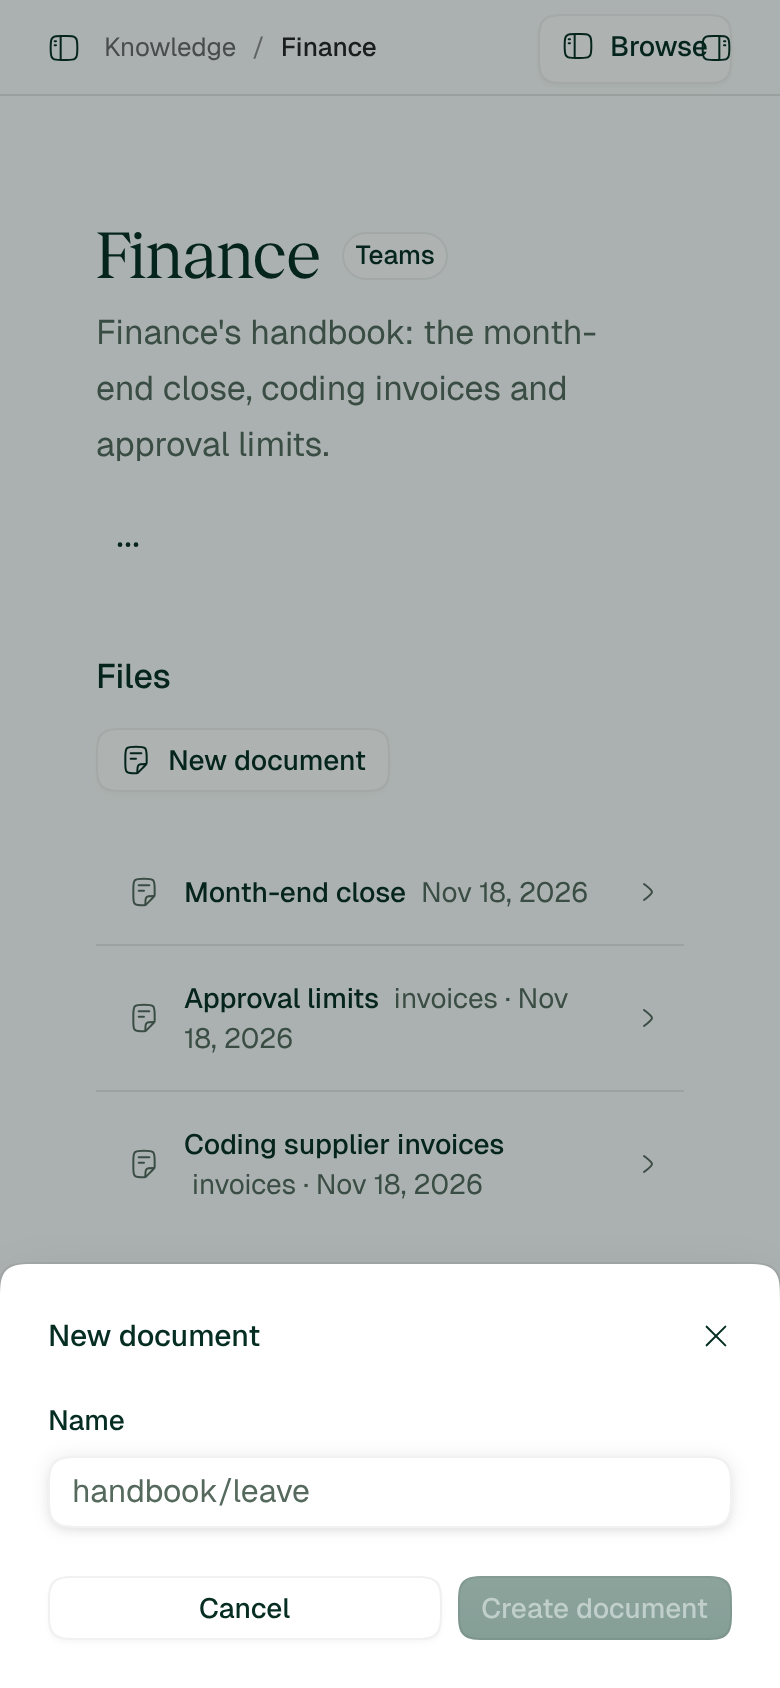 Knowledge / Finance
Browse
Finance Teams
Finance's handbook: the month-
end close, coding invoices and
approval limits.
...
Files
New document
Month-end close Nov 18, 2026
Approval limits invoices · Nov
18, 2026
Coding supplier invoices
invoices · Nov 18, 2026
New document
Name
handbook/leave
Cancel
Create document